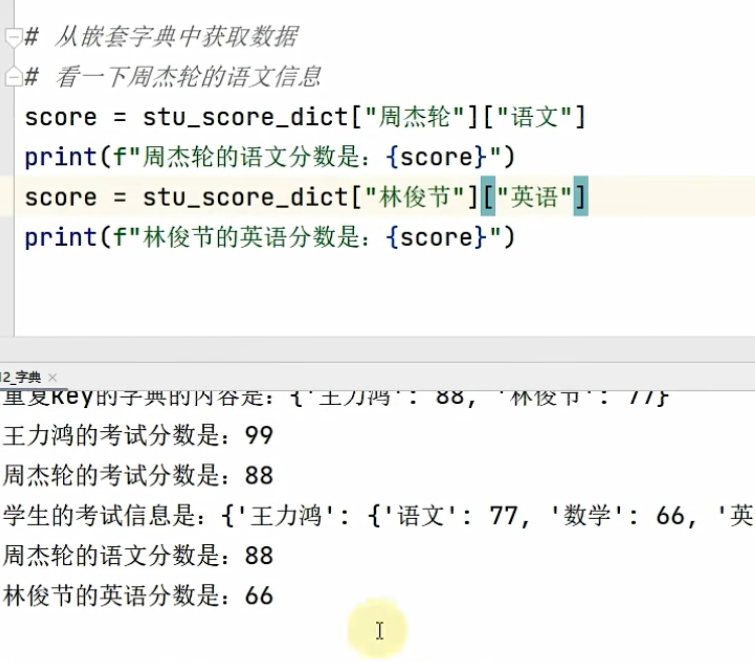 # 从嵌套字典中获取数据
# 看一下周杰轮的语文信息
score = stu_score_dict["周杰轮"]["语文"]
print(f"周杰轮的语文分数是：{score}")
score = stu_score_dict["林俊节"]["英语"]
print(f"林俊节的英语分数是：{score}")
12_字典
重复key的字典的内容是：{'王力鸿': 88, '林俊节': 77}
王力鸿的考试分数是：99
周杰轮的考试分数是：88
学生的考试信息是：{'王力鸿': {'语文': 77, '数学': 66, '英
周杰轮的语文分数是：88
林俊节的英语分数是：66